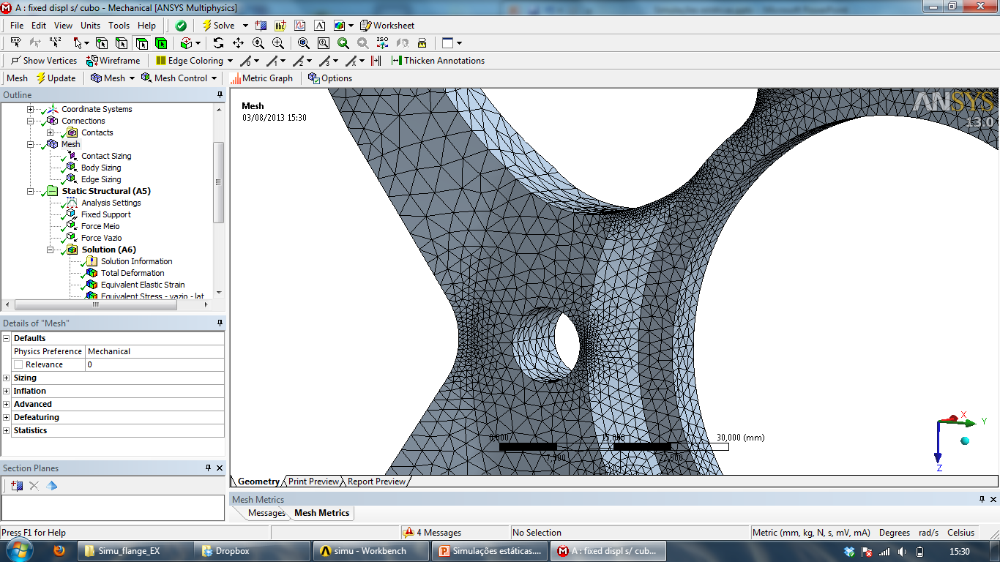 A : fixed displ s/ cubo - Mechanical [ANSYS Multiphysics]
File Edit View Units Tools Help Solve Worksheet
Show Vertices Wireframe Edge Coloring Thicken Annotations
Mesh Update Mesh Mesh Control Metric Graph Options
Outline
Coordinate Systems
Connections
Contacts
Mesh
Contact Sizing
Body Sizing
Edge Sizing
Static Structural (A5)
Analysis Settings
Fixed Support
Force Meio
Force Vazio
Solution (A6)
Solution Information
Total Deformation
Equivalent Elastic Strain
Equivalent Stress - vazio - lat
Details of "Mesh"
Defaults
Physics Preference Mechanical
Relevance 0
Sizing
Inflation
Advanced
Defeaturing
Statistics
Section Planes
Mesh
03/08/2013 15:30
ANSYS
13.0
0,000 15,000 30,000 (mm)
7,500 22,500
X
Y
Z
Geometry Print Preview Report Preview
Mesh Metrics
Messages Mesh Metrics
Press F1 for Help 4 Messages No Selection Metric (mm, kg, N, s, mV, mA) Degrees rad/s Celsius
Simu_flange_EX Dropbox simu - Workbench Simulações estáticas.... A : fixed displ s/ cub... 15:30